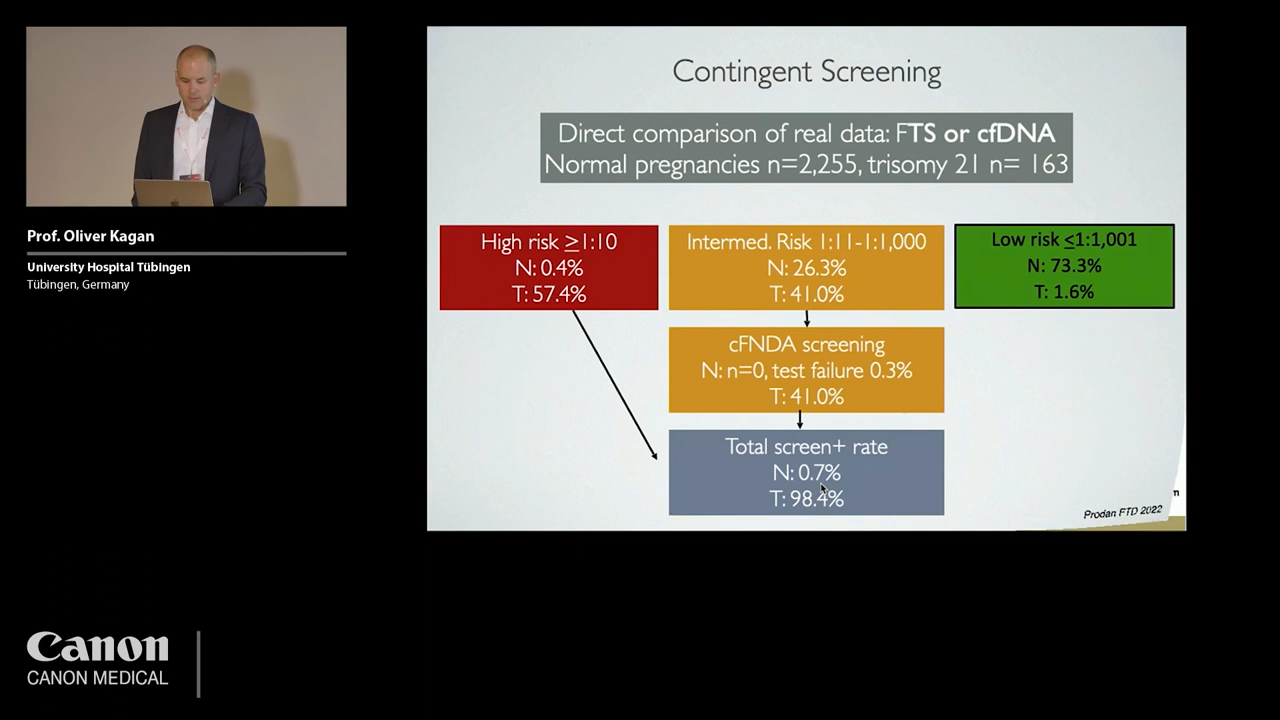 Contingent Screening
Direct comparison of real data: FTS or cfDNA
Normal pregnancies n=2,255, trisomy 21 n= 163
High risk ≥1:10
N: 0.4%
T: 57.4%
Intermed. Risk 1:11-1:1,000
N: 26.3%
T: 41.0%
Low risk ≤1:1,001
N: 73.3%
T: 1.6%
cFNDA screening
N: n=0, test failure 0.3%
T: 41.0%
Total screen+ rate
N: 0.7%
T: 98.4%
Prodan FTD 2022
Prof. Oliver Kagan
University Hospital Tübingen
Tübingen, Germany
Canon
CANON MEDICAL